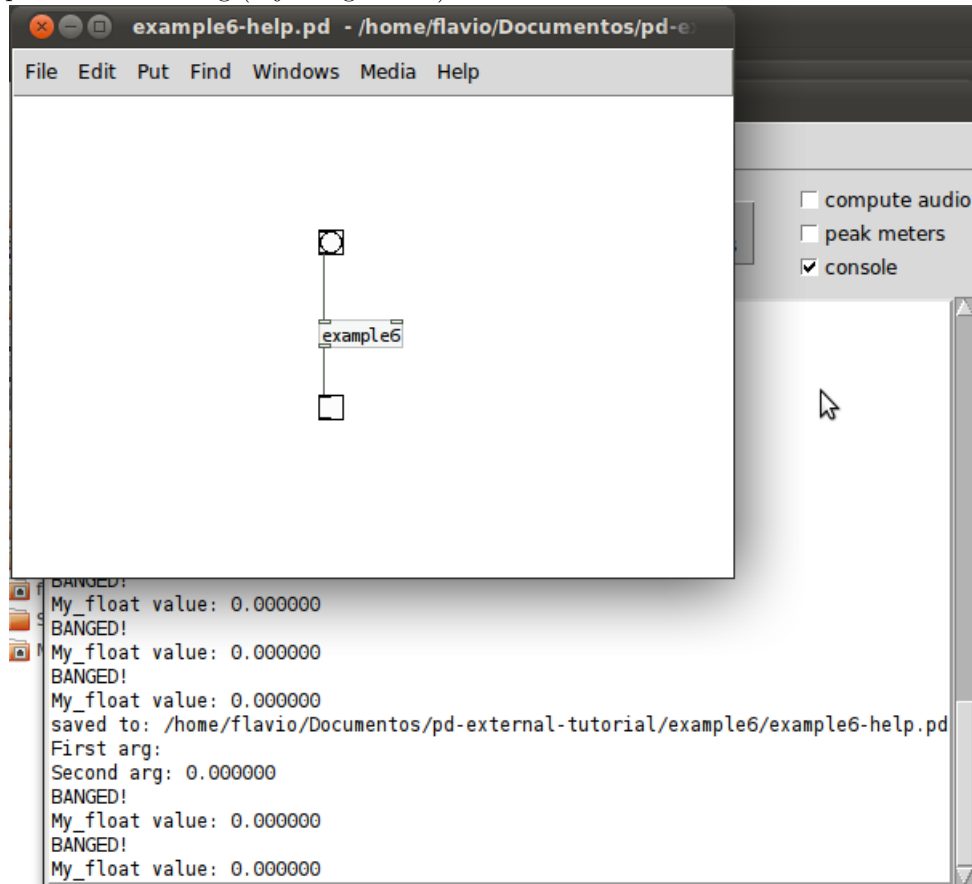 example6-help.pd - /home/flavio/Documentos/pd-e
File Edit Put Find Windows Media Help
compute audio
peak meters
console
example6
BANGED!
My_float value: 0.000000
BANGED!
My_float value: 0.000000
BANGED!
My_float value: 0.000000
saved to: /home/flavio/Documentos/pd-external-tutorial/example6/example6-help.pd
First arg:
Second arg: 0.000000
BANGED!
My_float value: 0.000000
BANGED!
My_float value: 0.000000